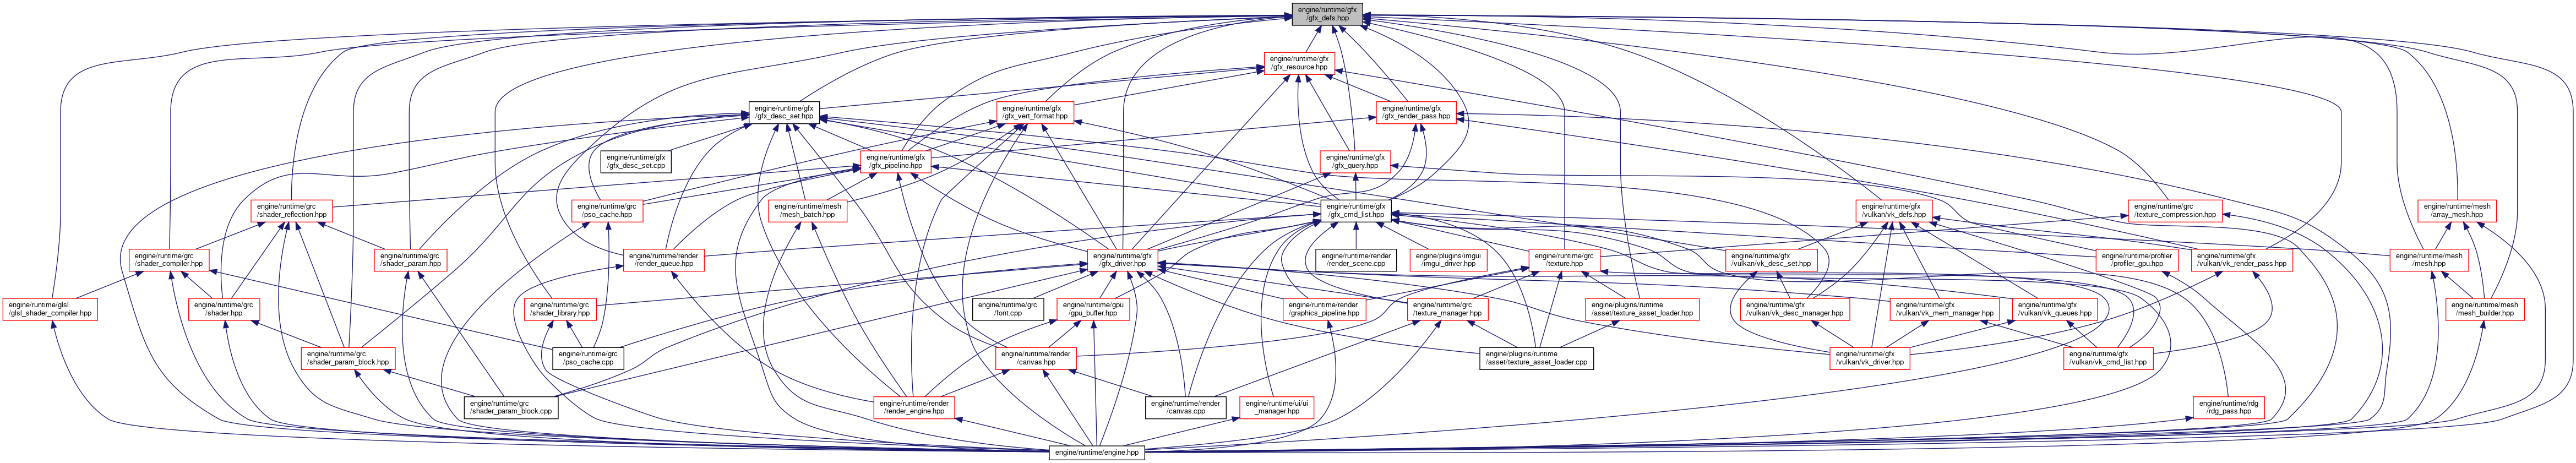 engine/runtime/gfx
/gfx_defs.hpp
engine/runtime/gfx
/gfx_resource.hpp
engine/runtime/gfx
/gfx_desc_set.hpp
engine/runtime/gfx
/gfx_vert_format.hpp
engine/runtime/gfx
/gfx_render_pass.hpp
engine/runtime/gfx
/gfx_desc_set.cpp
engine/runtime/gfx
/gfx_pipeline.hpp
engine/runtime/gfx
/gfx_query.hpp
engine/runtime/grc
/shader_reflection.hpp
engine/runtime/grc
/pso_cache.hpp
engine/runtime/mesh
/mesh_batch.hpp
engine/runtime/gfx
/gfx_cmd_list.hpp
engine/runtime/gfx
/vulkan/vk_defs.hpp
engine/runtime/grc
/texture_compression.hpp
engine/runtime/mesh
/array_mesh.hpp
engine/runtime/grc
/shader_compiler.hpp
engine/runtime/grc
/shader_param.hpp
engine/runtime/render
/render_queue.hpp
engine/runtime/gfx
/gfx_driver.hpp
engine/runtime/render
/render_scene.cpp
engine/plugins/imgui
/imgui_driver.hpp
engine/runtime/grc
/texture.hpp
engine/runtime/gfx
/vulkan/vk_desc_set.hpp
engine/runtime/profiler
/profiler_gpu.hpp
engine/runtime/gfx
/vulkan/vk_render_pass.hpp
engine/runtime/mesh
/mesh.hpp
engine/runtime/glsl
/glsl_shader_compiler.hpp
engine/runtime/grc
/shader.hpp
engine/runtime/grc
/shader_library.hpp
engine/runtime/grc
/font.cpp
engine/runtime/gpu
/gpu_buffer.hpp
engine/runtime/render
/graphics_pipeline.hpp
engine/runtime/grc
/texture_manager.hpp
engine/plugins/runtime
/asset/texture_asset_loader.hpp
engine/runtime/gfx
/vulkan/vk_desc_manager.hpp
engine/runtime/gfx
/vulkan/vk_mem_manager.hpp
engine/runtime/gfx
/vulkan/vk_queues.hpp
engine/runtime/mesh
/mesh_builder.hpp
engine/runtime/grc
/shader_param_block.hpp
engine/runtime/grc
/pso_cache.cpp
engine/runtime/render
/canvas.hpp
engine/plugins/runtime
/asset/texture_asset_loader.cpp
engine/runtime/gfx
/vulkan/vk_driver.hpp
engine/runtime/gfx
/vulkan/vk_cmd_list.hpp
engine/runtime/grc
/shader_param_block.cpp
engine/runtime/render
/render_engine.hpp
engine/runtime/render
/canvas.cpp
engine/runtime/ui/ui
_manager.hpp
engine/runtime/rdg
/rdg_pass.hpp
engine/runtime/engine.hpp